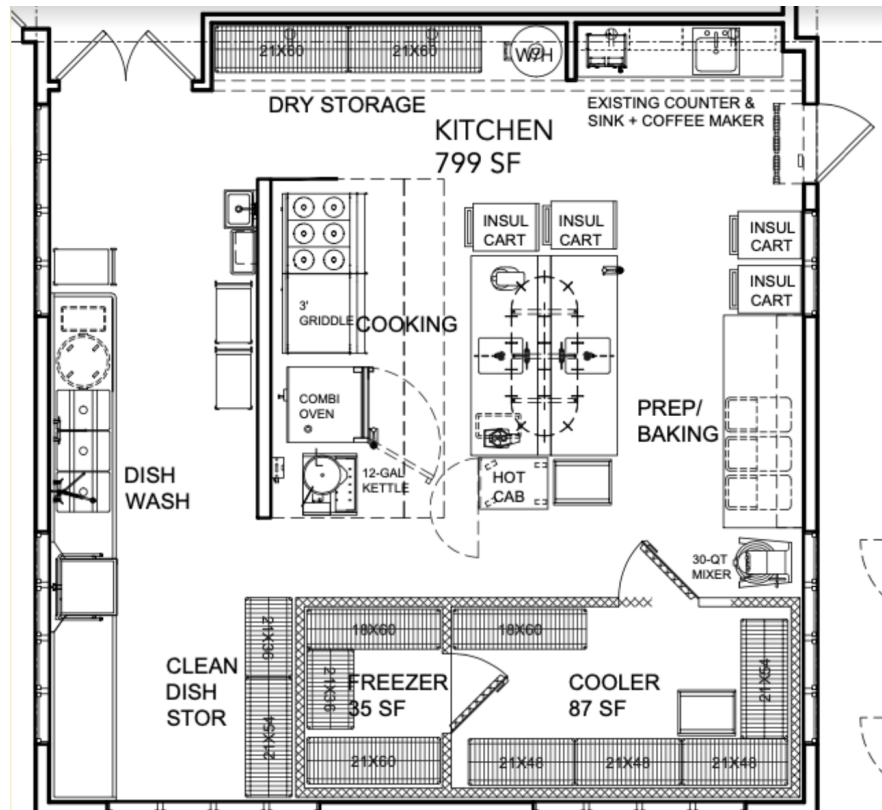 21X60
21X60
W/H
DRY STORAGE
EXISTING COUNTER &
SINK + COFFEE MAKER
KITCHEN
799 SF
INSUL
CART
INSUL
CART
INSUL
CART
INSUL
CART
3'
GRIDDLE
COOKING
COMBI
OVEN
PREP/
BAKING
12-GAL
KETTLE
HOT
CAB
DISH
WASH
30-QT
MIXER
18X60
18X60
21X36
21X36
CLEAN
DISH
STOR
FREEZER
35 SF
COOLER
87 SF
21X54
21X54
21X60
21X48
21X48
21X48